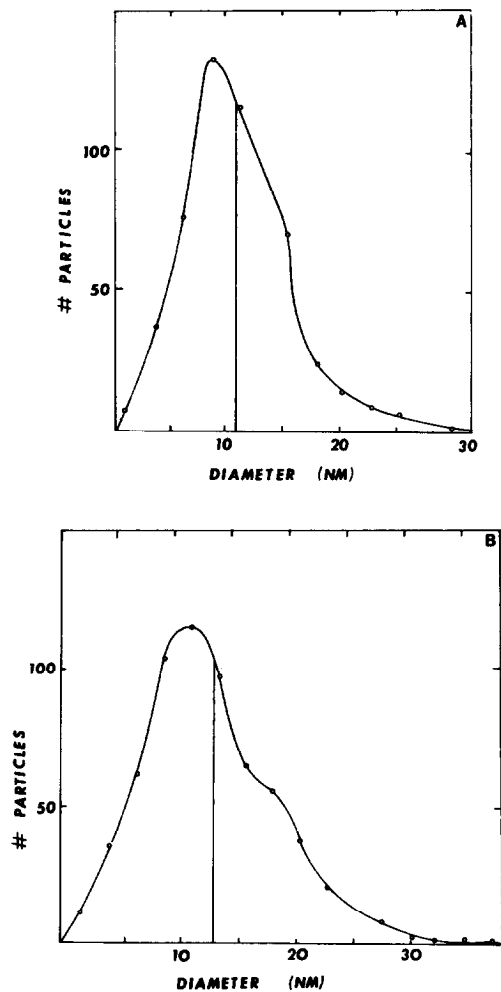 A
100
50
# PARTICLES
10 20 30
DIAMETER (NM)
B
100
50
# PARTICLES
10 20 30
DIAMETER (NM)